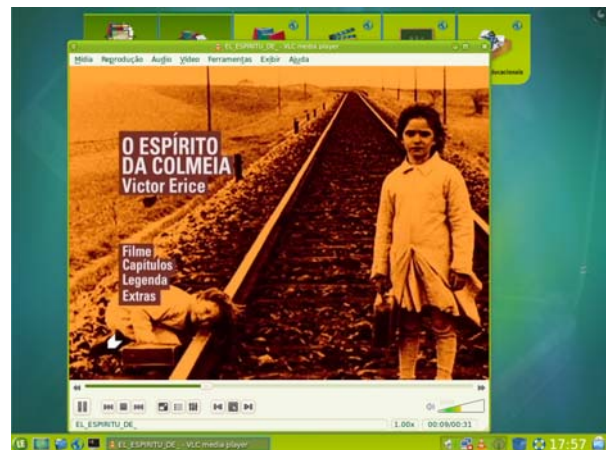 EL_ESPIRITU_DE_ - VLC media player
Mídia Reprodução Audio Vídeo Ferramentas Exibir Ajuda
ucacionais
O ESPÍRITO
DA COLMEIA
Victor Erice
Filme
Capítulos
Legenda
Extras
EL_ESPIRITU_DE_
1.00x 00:09/00:31
EL_ESPIRITU_DE_ - VLC media player
17:57